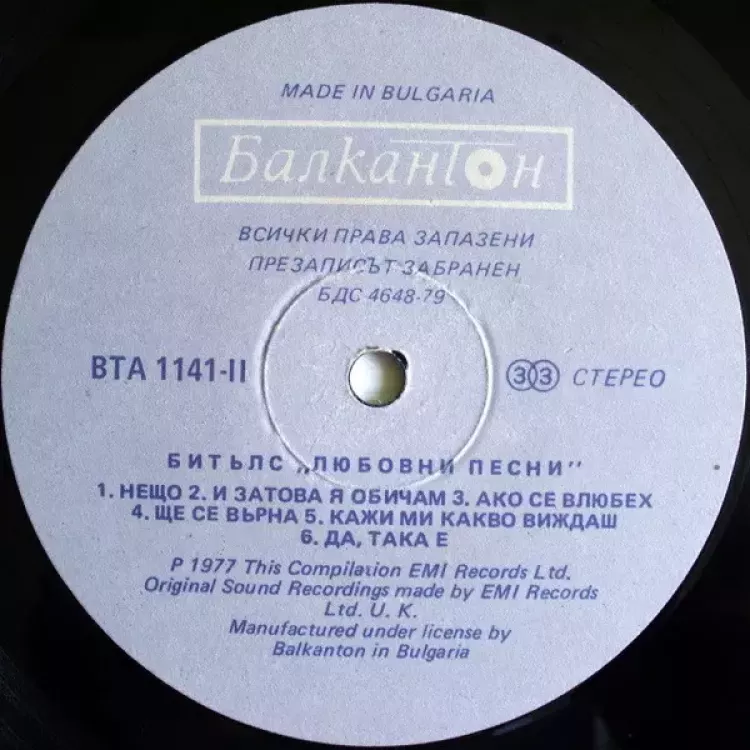 MADE IN BULGARIA
Балкантон
ВСИЧКИ ПРАВА ЗАПАЗЕНИ
ПРЕЗАПИСЪТ ЗАБРАНЕН
БДС 4648-79
ВТА 1141-II
33 СТЕРЕО
БИТЪЛС „ЛЮБОВНИ ПЕСНИ"
1. НЕЩО 2. И ЗАТОВА Я ОБИЧАМ 3. АКО СЕ ВЛЮБЕХ
4. ЩЕ СЕ ВЪРНА 5. КАЖИ МИ КАКВО ВИЖДАШ
6. ДА, ТАКА Е
P 1977 This Compilation EMI Records Ltd.
Original Sound Recordings made by EMI Records
Ltd. U. K.
Manufactured under license by
Balkanton in Bulgaria